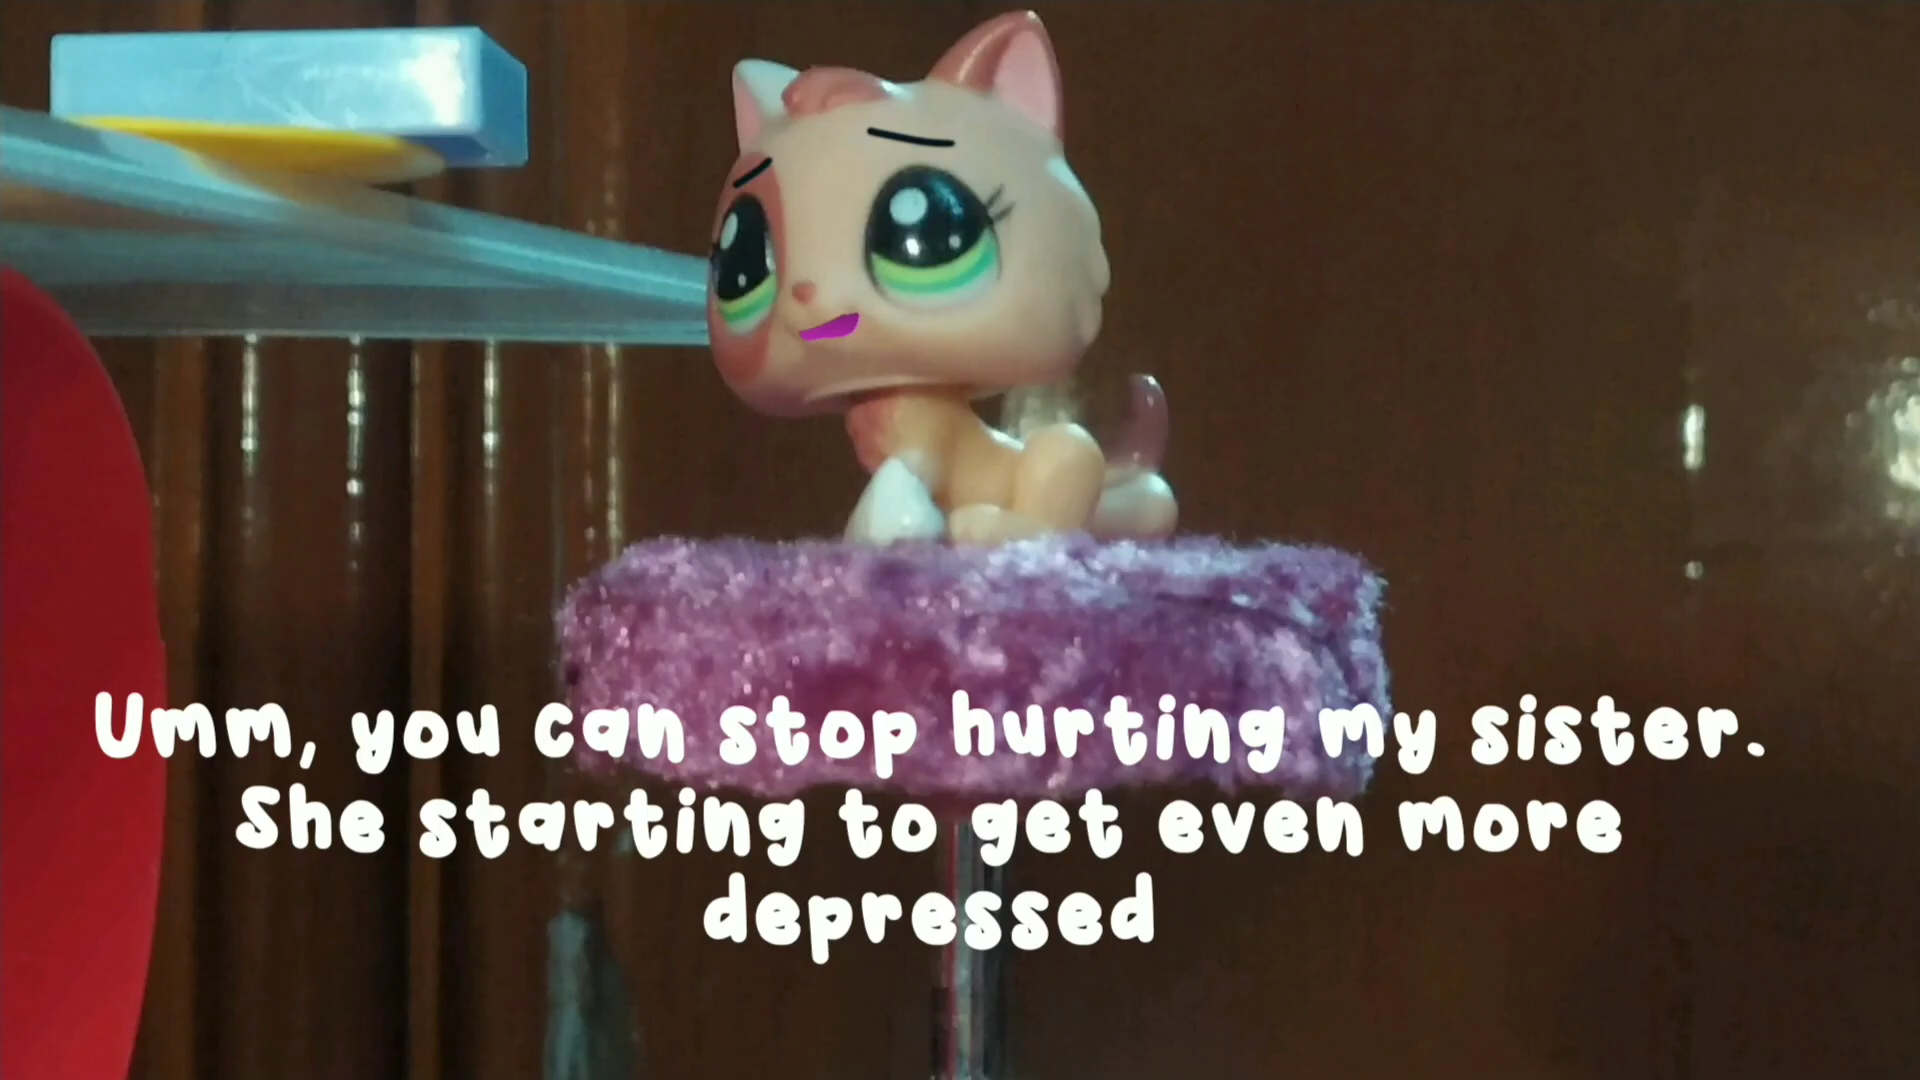 Umm, you can stop hurting my sister.
She starting to get even more
depressed